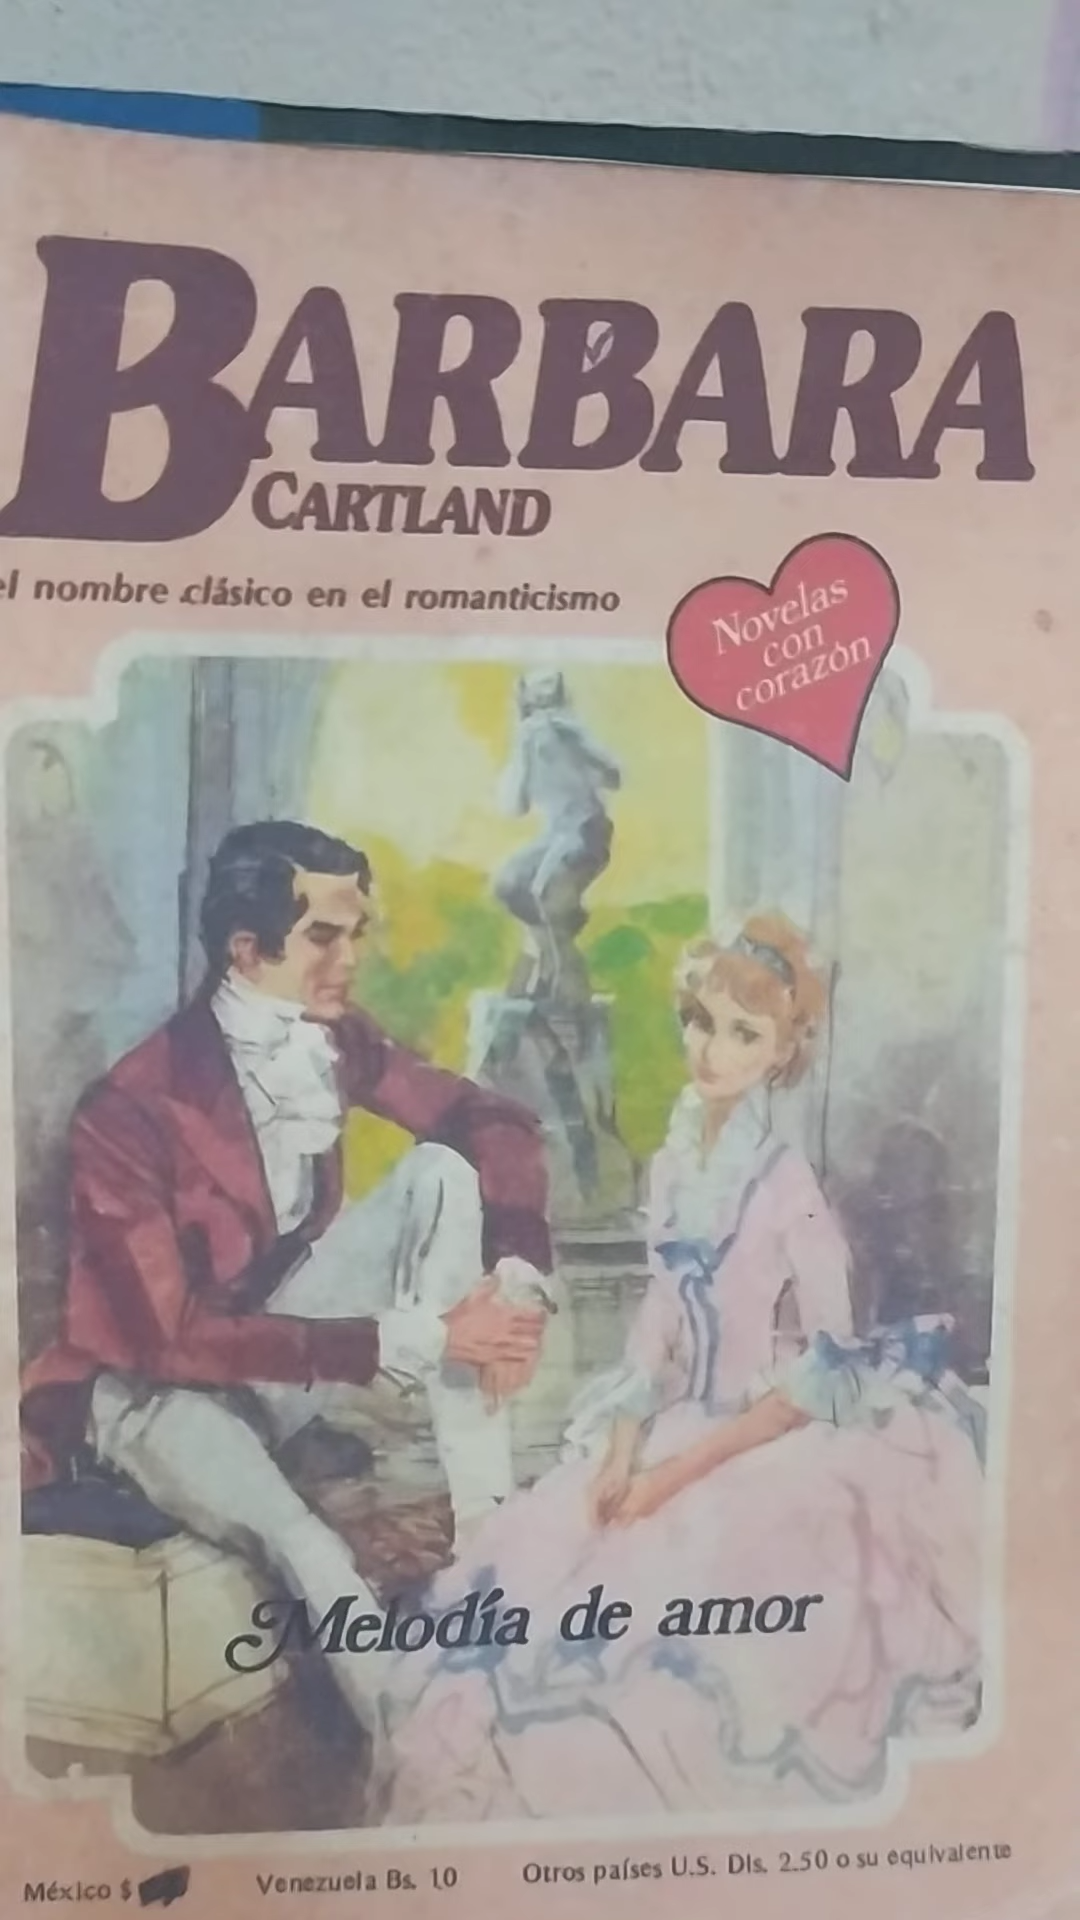 BARBARA
CARTLAND
el nombre clásico en el romanticismo
Novelas
con
corazón
Melodía de amor
México $
Venezuela Bs. 10
Otros países U.S. Dls. 2.50 o su equivalente